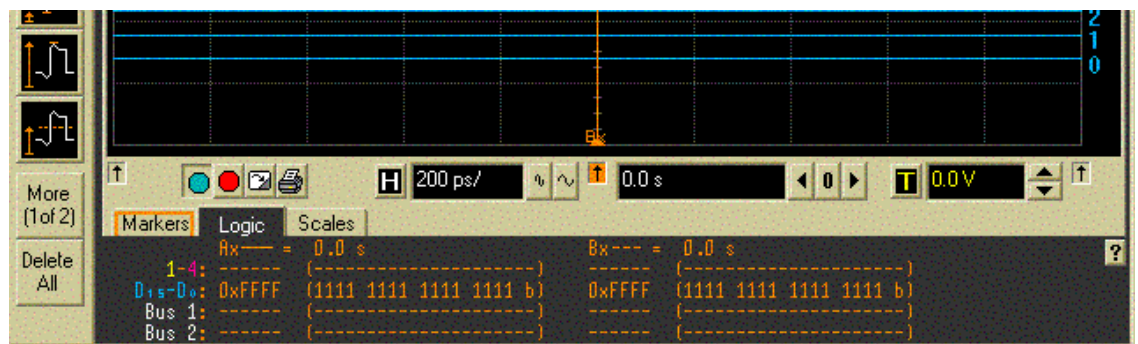 2
1
0
Bx
H 200 ps/ 0.0 s 0 T 0.0 V
More
(1 of 2)
Markers Logic Scales
Delete
All
Ax--- = 0.0 s Bx--- = 0.0 s
1-4: ------ (--------------------) ------ (--------------------)
D15-D0: 0xFFFF (1111 1111 1111 1111 b) 0xFFFF (1111 1111 1111 1111 b)
Bus 1: ------ (--------------------) ------ (--------------------)
Bus 2: ------ (--------------------) ------ (--------------------)
?